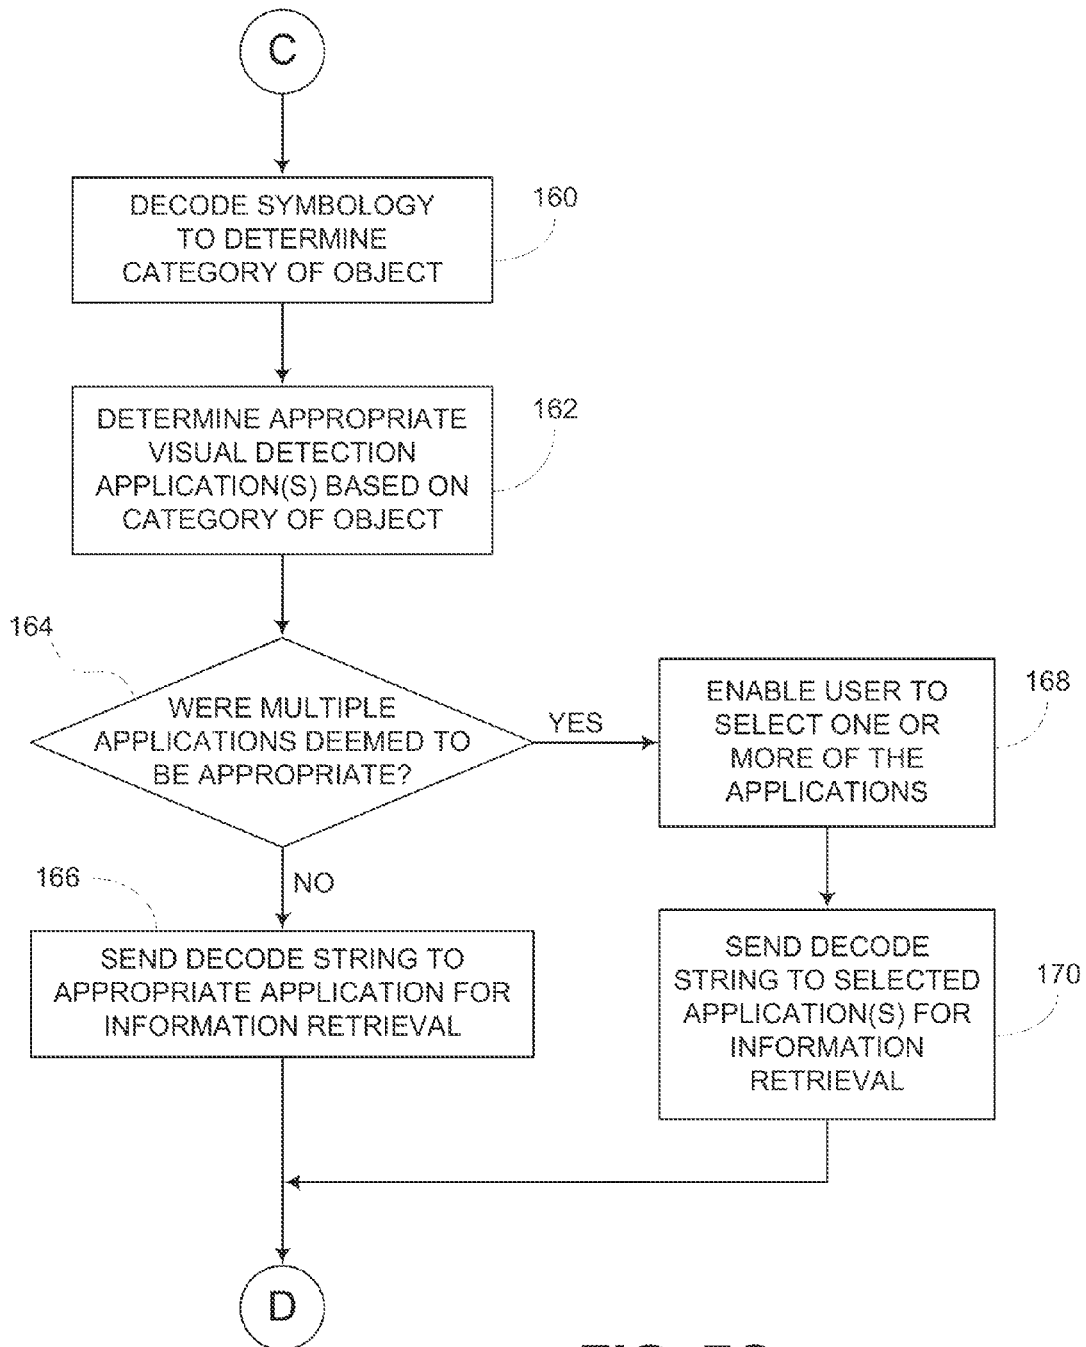 C
DECODE SYMBOLOGY
TO DETERMINE
CATEGORY OF OBJECT
160
DETERMINE APPROPRIATE
VISUAL DETECTION
APPLICATION(S) BASED ON
CATEGORY OF OBJECT
162
164
WERE MULTIPLE
APPLICATIONS DEEMED TO
BE APPROPRIATE?
YES
ENABLE USER TO
SELECT ONE OR
MORE OF THE
APPLICATIONS
168
NO
166
SEND DECODE STRING TO
APPROPRIATE APPLICATION FOR
INFORMATION RETRIEVAL
SEND DECODE
STRING TO SELECTED
APPLICATION(S) FOR
INFORMATION
RETRIEVAL
170
D